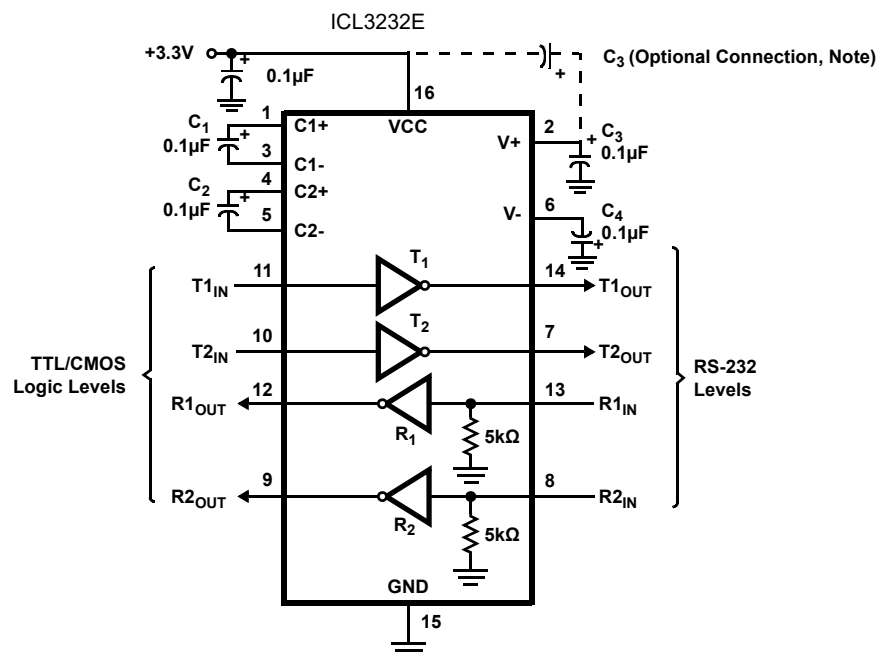 ICL3232E
+3.3V
+
0.1µF
+
C3 (Optional Connection, Note)
16
VCC
C1
0.1µF
+
1
C1+
3
C1-
C2
0.1µF
+
4
C2+
5
C2-
2
V+
+
C3
0.1µF
6
V-
C4
0.1µF
+
T1IN
11
T1
14
T1OUT
T2IN
10
T2
7
T2OUT
TTL/CMOS
Logic Levels
RS-232
Levels
R1OUT
12
R1
13
R1IN
5kΩ
R2OUT
9
R2
8
R2IN
5kΩ
GND
15